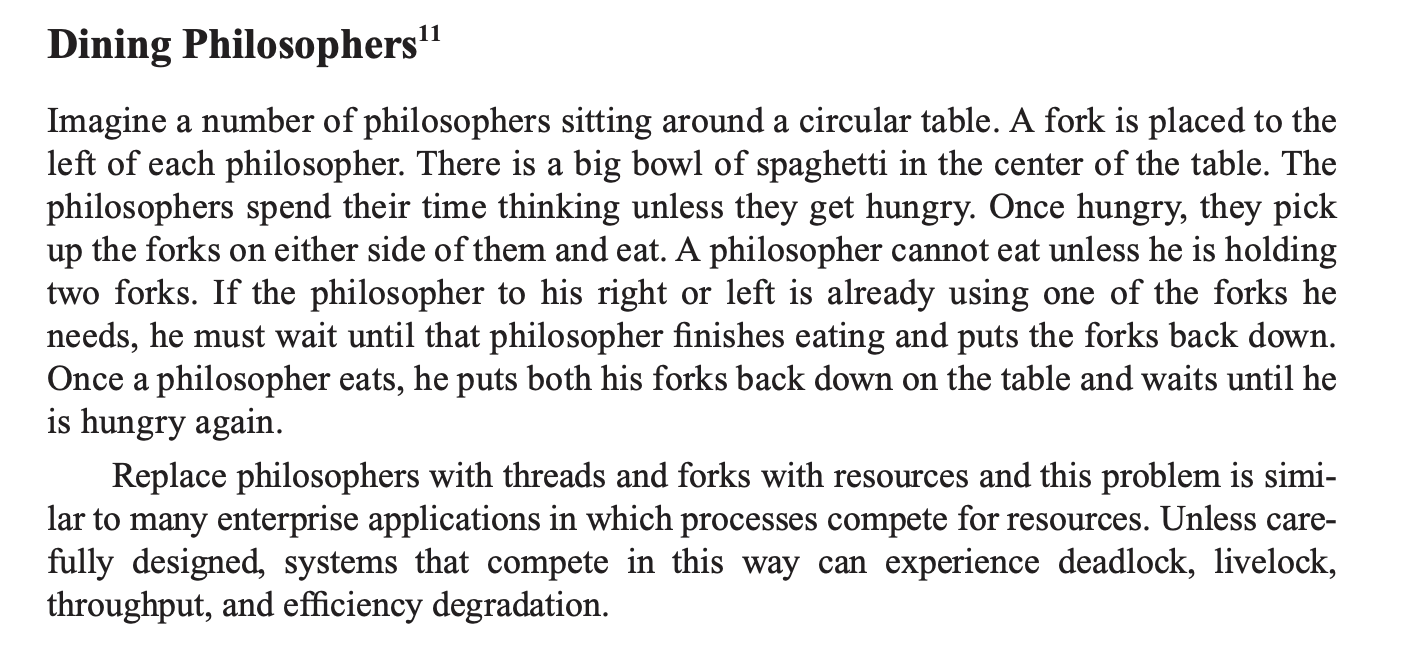 Dining Philosophers11
Imagine a number of philosophers sitting around a circular table. A fork is placed to the
left of each philosopher. There is a big bowl of spaghetti in the center of the table. The
philosophers spend their time thinking unless they get hungry. Once hungry, they pick
up the forks on either side of them and eat. A philosopher cannot eat unless he is holding
two forks. If the philosopher to his right or left is already using one of the forks he
needs, he must wait until that philosopher finishes eating and puts the forks back down.
Once a philosopher eats, he puts both his forks back down on the table and waits until he
is hungry again.
Replace philosophers with threads and forks with resources and this problem is simi-
lar to many enterprise applications in which processes compete for resources. Unless care-
fully designed, systems that compete in this way can experience deadlock, livelock,
throughput, and efficiency degradation.